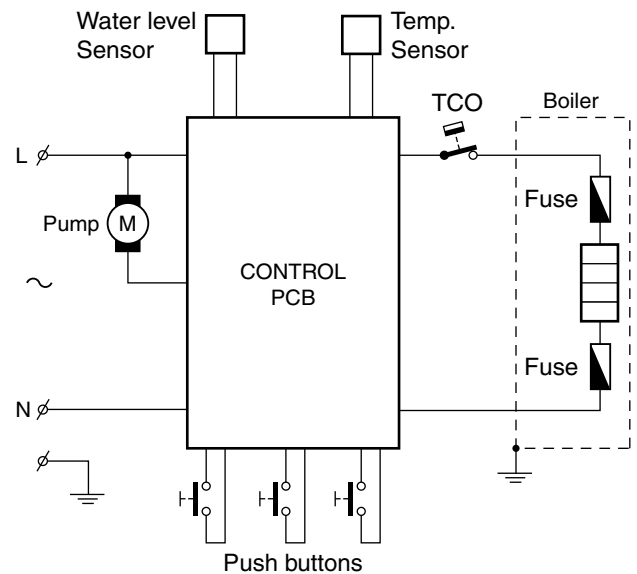 Water level
Sensor
Temp.
Sensor
TCO
Boiler
L
Fuse
Pump
M
CONTROL
PCB
Fuse
N
Push buttons